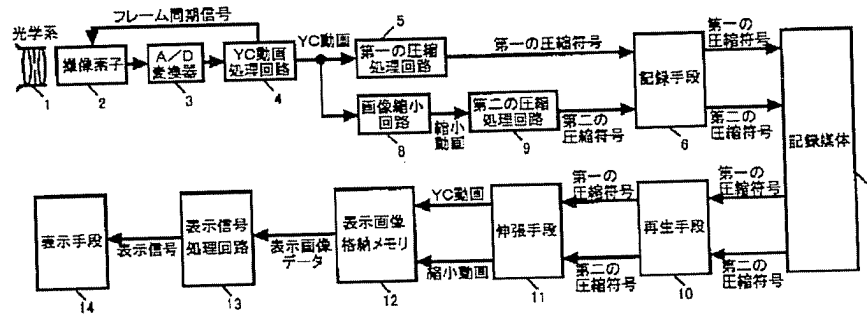 フレーム同期信号
光学系
1
撮像素子
2
A/D
変換器
3
YC動画
処理回路
4
YC動画
5
第一の圧縮
処理回路
第一の圧縮符号
画像縮小
回路
8
縮小
動画
第二の圧縮
処理回路
9
第二の
圧縮符号
記録手段
6
第一の
圧縮符号
第二の
圧縮符号
記録媒体
第一の
圧縮符号
第二の
圧縮符号
再生手段
10
第一の
圧縮符号
第二の
圧縮符号
伸張手段
11
YC動画
縮小動画
表示画像
格納メモリ
12
表示画像
データ
表示信号
処理回路
13
表示信号
表示手段
14